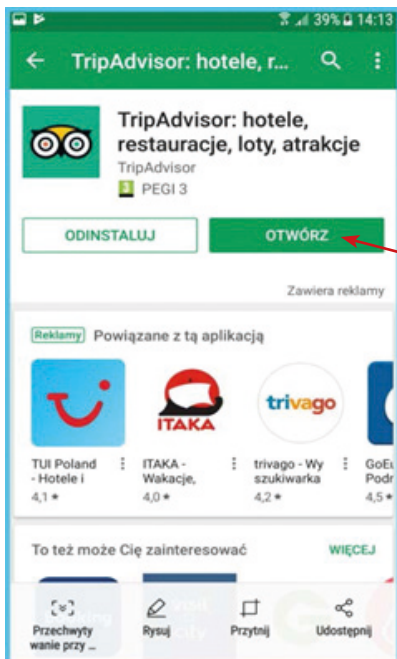 39% 14:13
TripAdvisor: hotele, r...
TripAdvisor: hotele,
restauracje, loty, atrakcje
TripAdvisor
3 PEGI 3
ODINSTALUJ
OTWÓRZ
Zawiera reklamy
Reklamy Powiązane z tą aplikacją
ITAKA
trivago
TUI Poland
- Hotele i
4,1 ★
ITAKA -
Wakacje,
4,0 ★
trivago - Wy
szukiwarka
4,2 ★
GoEu
Podr
4,5 ★
To też może Cię zainteresować
WIĘCEJ
Przechwyty
wanie przy ...
Rysuj
Przytnij
Udostępnij